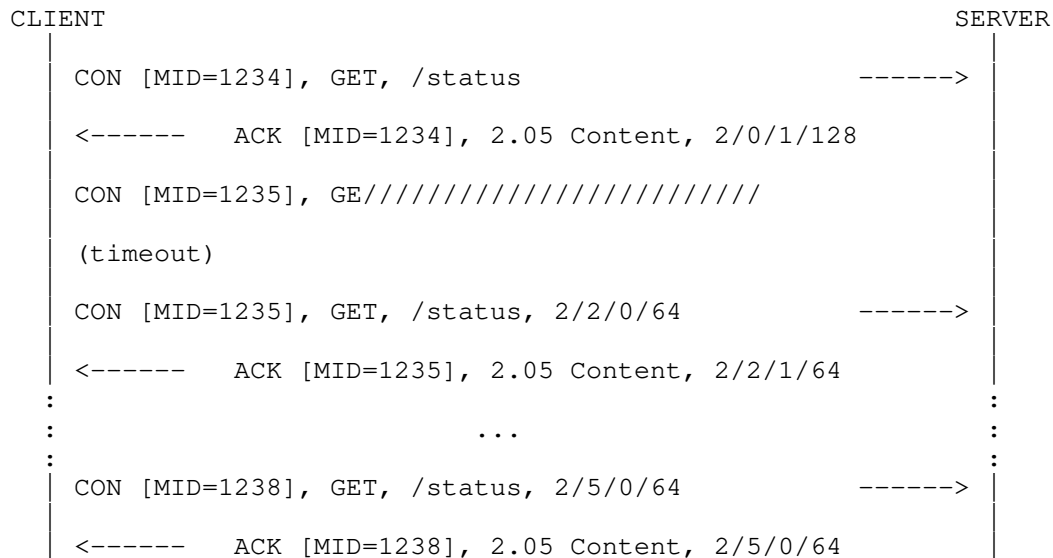 CLIENT                                                     SERVER
  |                                                          |
  | CON [MID=1234], GET, /status                     ------> |
  |                                                          |
  | <------   ACK [MID=1234], 2.05 Content, 2/0/1/128        |
  |                                                          |
  | CON [MID=1235], GE/////////////////////////              |
  |                                                          |
  | (timeout)                                                |
  |                                                          |
  | CON [MID=1235], GET, /status, 2/2/0/64           ------> |
  |                                                          |
  | <------   ACK [MID=1235], 2.05 Content, 2/2/1/64         |
  :                                                          :
  :                          ...                             :
  :                                                          :
  | CON [MID=1238], GET, /status, 2/5/0/64           ------> |
  |                                                          |
  | <------   ACK [MID=1238], 2.05 Content, 2/5/0/64         |